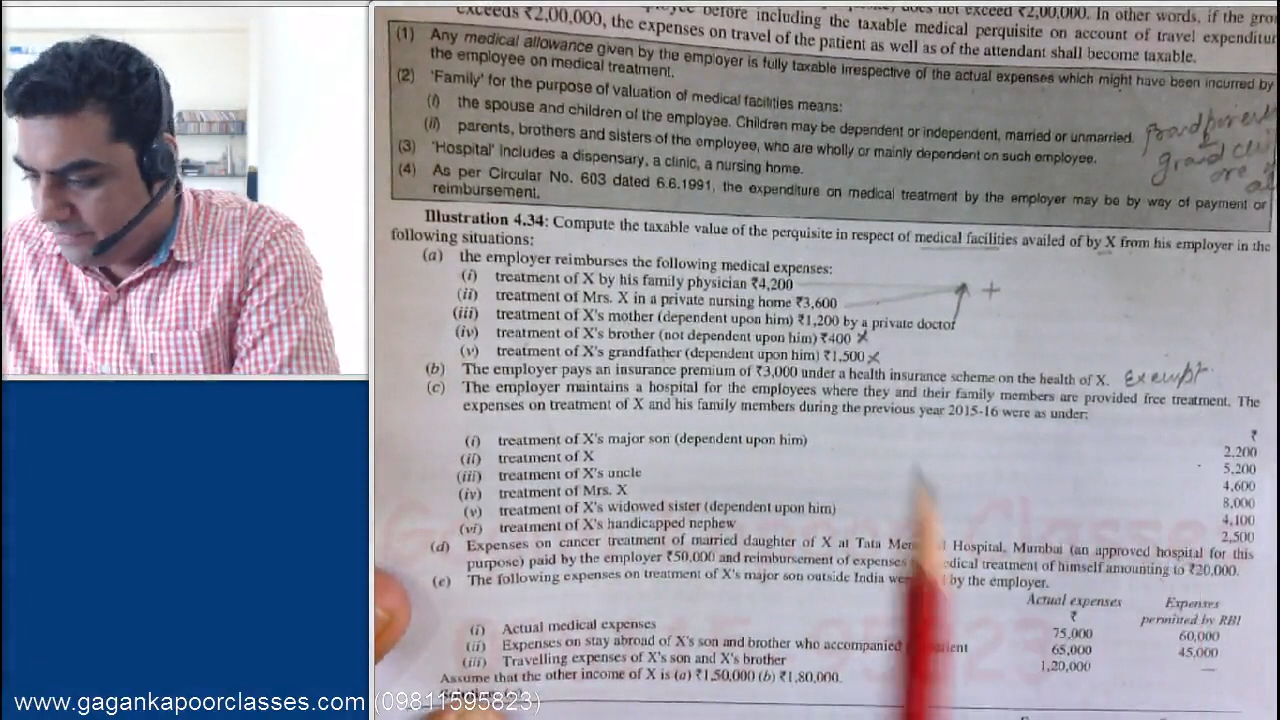 exceeds ₹2,00,000, the expenses on travel of the patient as well as of the attendant shall become taxable.
before including the taxable medical perquisite on account of travel
does not exceed ₹2,00,000. In other words, if the
(1) Any medical allowance given by the employer is fully taxable irrespective of the actual expenses which might have been incurred by
the employee on medical treatment.
(2) 'Family' for the purpose of valuation of medical facilities means:
(i) the spouse and children of the employee. Children may be dependent or independent, married or unmarried.
(ii) parents, brothers and sisters of the employee, who are wholly or mainly dependent on such employee.
(3) 'Hospital' includes a dispensary, a clinic, a nursing home.
(4) As per Circular No. 603 dated 6.6.1991, the expenditure on medical treatment by the employer may be by way of payment or
reimbursement.
Illustration 4.34: Compute the taxable value of the perquisite in respect of medical facilities availed of by X from his employer in the
following situations:
(a) the employer reimburses the following medical expenses:
(i) treatment of X by his family physician ₹4,200
(ii) treatment of Mrs. X in a private nursing home ₹3,600
(iii) treatment of X's mother (dependent upon him) ₹1,200 by a private doctor
(iv) treatment of X's brother (not dependent upon him) ₹400
(v) treatment of X's grandfather (dependent upon him) ₹1,500
(b) The employer pays an insurance premium of ₹3,000 under a health insurance scheme on the health of X. Exempt
(c) The employer maintains a hospital for the employees where they and their family members are provided free treatment. The
expenses on treatment of X and his family members during the previous year 2015-16 were as under:
₹
(i) treatment of X's major son (dependent upon him) 2,200
(ii) treatment of X 5,200
(iii) treatment of X's uncle 4,600
(iv) treatment of Mrs. X 8,000
(v) treatment of X's widowed sister (dependent upon him) 4,100
(vi) treatment of X's handicapped nephew 2,500
(d) Expenses on cancer treatment of married daughter of X at Tata Hospital, Mumbai (an approved hospital for this
purpose) paid by the employer ₹50,000 and reimbursement of expenses medical treatment of himself amounting to ₹20,000.
(e) The following expenses on treatment of X's major son outside India by the employer.
Actual expenses Expenses
₹ permitted by RBI
(i) Actual medical expenses 75,000 60,000
(ii) Expenses on stay abroad of X's son and brother who accompanied 65,000 45,000
(iii) Travelling expenses of X's son and X's brother 1,20,000 —
Assume that the other income of X is (a) ₹1,50,000 (b) ₹1,80,000.
www.gagankapoorclasses.com (09811595823)